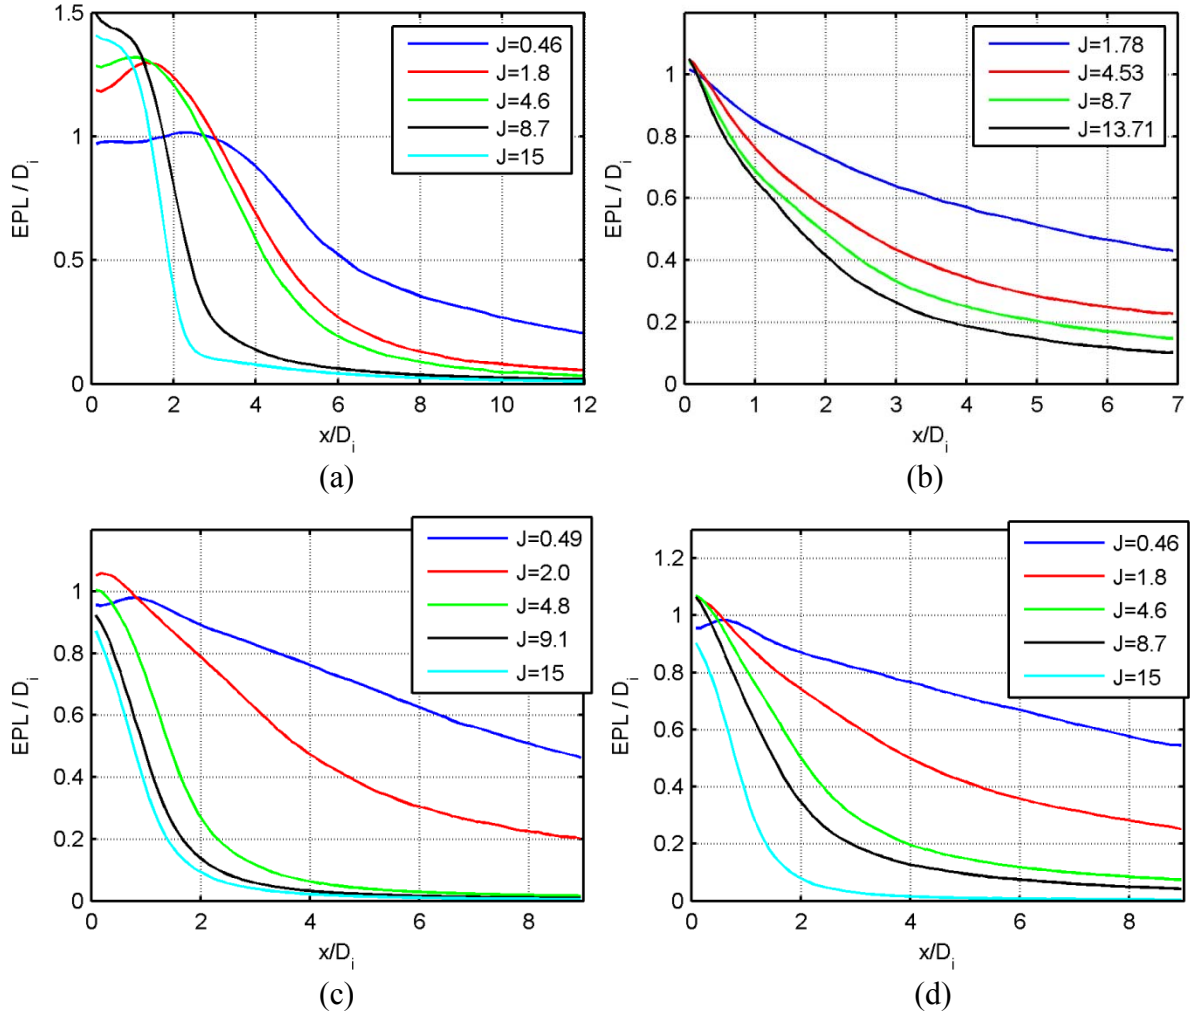 EPL / Di
1.5
1
0.5
0
J=0.46
J=1.8
J=4.6
J=8.7
J=15
0 2 4 6 8 10 12
x/Di
(a)
EPL / Di
1
0.8
0.6
0.4
0.2
0
J=1.78
J=4.53
J=8.7
J=13.71
0 1 2 3 4 5 6 7
x/Di
(b)
EPL / Di
1
0.8
0.6
0.4
0.2
0
J=0.49
J=2.0
J=4.8
J=9.1
J=15
0 2 4 6 8
x/Di
(c)
EPL / Di
1.2
1
0.8
0.6
0.4
0.2
0
J=0.46
J=1.8
J=4.6
J=8.7
J=15
0 2 4 6 8
x/Di
(d)